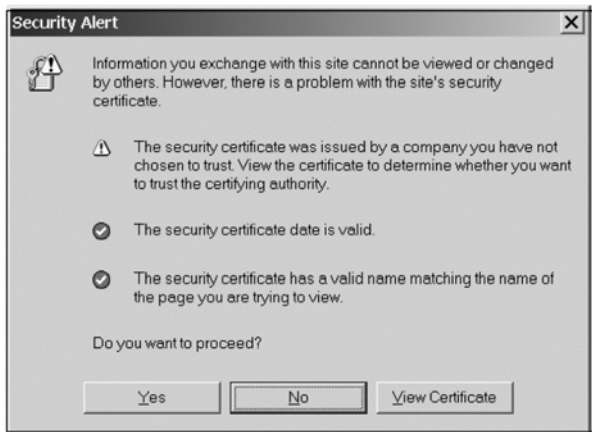 Security Alert
Information you exchange with this site cannot be viewed or changed
by others. However, there is a problem with the site's security
certificate.
The security certificate was issued by a company you have not
chosen to trust. View the certificate to determine whether you want
to trust the certifying authority.
The security certificate date is valid.
The security certificate has a valid name matching the name of
the page you are trying to view.
Do you want to proceed?
Yes
No
View Certificate